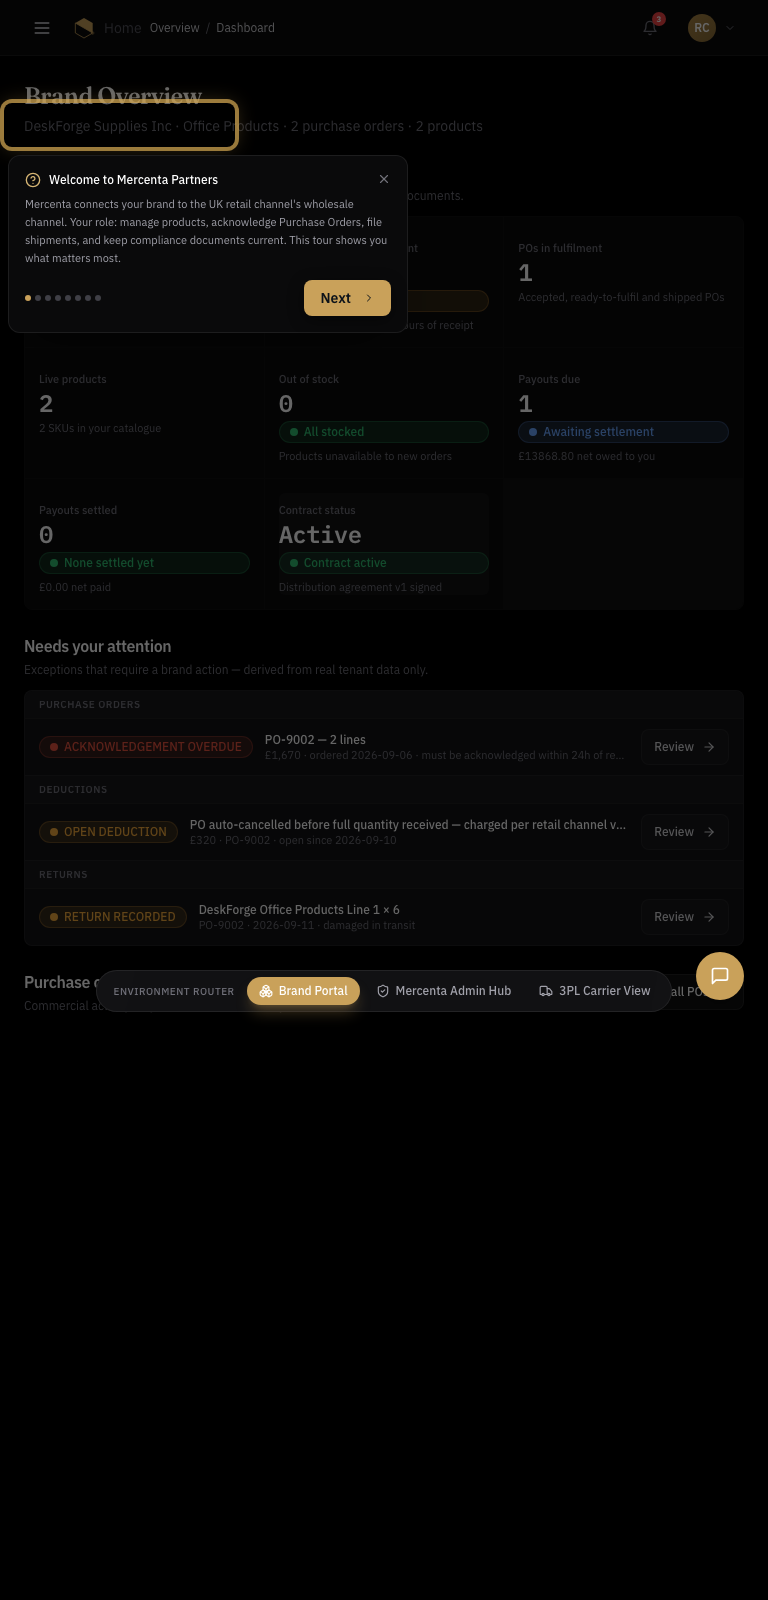 Home Overview / Dashboard
3
RC
Brand Overview
DeskForge Supplies Inc · Office Products · 2 purchase orders · 2 products
Welcome to Mercenta Partners
Mercenta connects your brand to the UK retail channel's wholesale
channel. Your role: manage products, acknowledge Purchase Orders, file
shipments, and keep compliance documents current. This tour shows you
what matters most.
Next
POs in fulfilment
1
Accepted, ready-to-fulfil and shipped POs
of receipt
Live products
2
2 SKUs in your catalogue
Out of stock
0
All stocked
Products unavailable to new orders
Payouts due
1
Awaiting settlement
£13868.80 net owed to you
Payouts settled
0
None settled yet
£0.00 net paid
Contract status
Active
Contract active
Distribution agreement v1 signed
Needs your attention
Exceptions that require a brand action — derived from real tenant data only.
PURCHASE ORDERS
ACKNOWLEDGEMENT OVERDUE
PO-9002 — 2 lines
£1,670 · ordered 2026-09-06 · must be acknowledged within 24h of re...
Review
DEDUCTIONS
OPEN DEDUCTION
PO auto-cancelled before full quantity received — charged per retail channel v...
£320 · PO-9002 · open since 2026-09-10
Review
RETURNS
RETURN RECORDED
DeskForge Office Products Line 1 × 6
PO-9002 · 2026-09-11 · damaged in transit
Review
Purchase
Commercial
all
ENVIRONMENT ROUTER
Brand Portal
Mercenta Admin Hub
3PL Carrier View